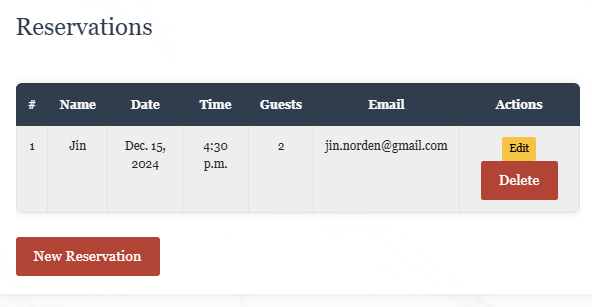 Reservations
# Name Date Time Guests Email Actions
1 Jin Dec. 15, 4:30 2 jin.norden@gmail.com Edit
2024 p.m.
Delete
New Reservation